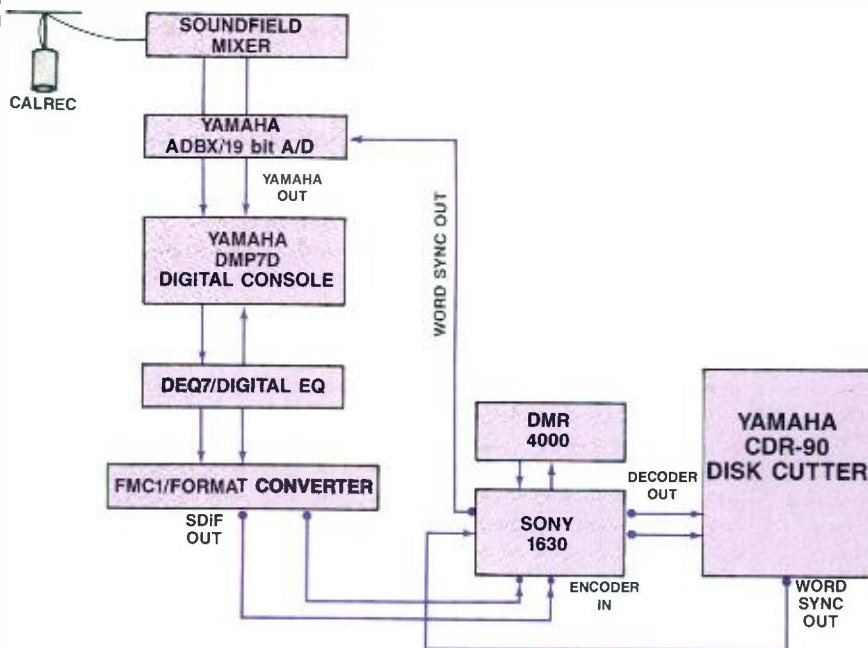 SOUNDFIELD
MIXER
CALREC
YAMAHA
ADBX/19 bit A/D
YAMAHA
OUT
YAMAHA
DMP7D
DIGITAL CONSOLE
WORD SYNC OUT
DEQ7/DIGITAL EQ
DMR
4000
YAMAHA
CDR-90
DISK CUTTER
FMC1/FORMAT CONVERTER
DECODER
OUT
SDiF
OUT
SONY
1630
ENCODER
IN
WORD
SYNC
OUT